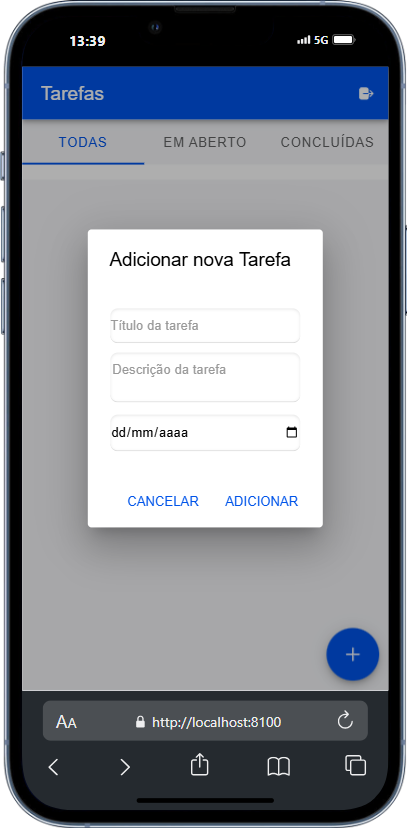 13:39
5G
Tarefas
TODAS EM ABERTO CONCLUÍDAS
Adicionar nova Tarefa
Título da tarefa
Descrição da tarefa
dd/mm/aaaa
CANCELAR ADICIONAR
AA http://localhost:8100